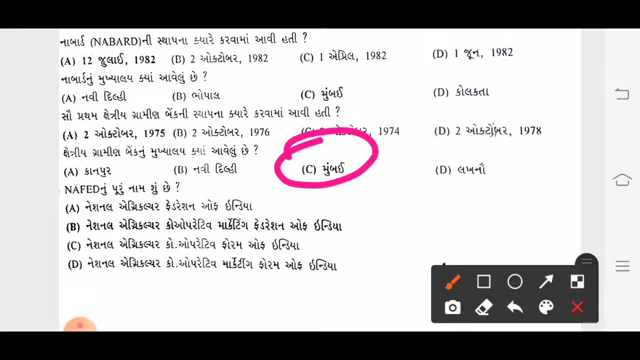 નાબાર્ડ (NABARD)ની સ્થાપના ક્યારે કરવામાં આવી હતી ?
(A) 12 જુલાઈ, 1982 (B) 2 ઓક્ટોબર, 1982 (C) 1 એપ્રિલ, 1982 (D) 1 જૂન, 1982
નાબાર્ડનું મુખ્યાલય ક્યાં આવેલું છે ?
(A) નવી દિલ્હી (B) ભોપાલ (C) મુંબઈ (D) કોલકતા
સૌ પ્રથમ ક્ષેત્રીય ગ્રામીણ બેંકની સ્થાપના ક્યારે કરવામાં આવી હતી ?
(A) 2 ઓક્ટોબર, 1975 (B) 2 ઓક્ટોબર, 1976 1974 (D) 2 ઓક્ટોબર, 1978
ક્ષેત્રીય ગ્રામીણ બેંકનું મુખ્યાલય ક્યાં આવેલું છે ?
(A) કાનપુર (B) નવી દિલ્હી (C) મુંબઈ (D) લખનૌ
NAFEDનું પૂરું નામ શું છે ?
(A) નેશનલ એગ્રિકલ્ચર ફેડરેશન ઓફ ઇન્ડિયા
(B) નેશનલ એગ્રિકલ્ચર કોઓપરેટિવ માર્કેટિંગ ફેડરેશન ઓફ ઇન્ડિયા
(C) નેશનલ એગ્રિકલ્ચર કો.ઓપરેટિવ ફોરમ ઓફ ઇન્ડિયા
(D) નેશનલ એગ્રિકલ્ચર કો.ઓપરેટિવ માર્કેટીંગ ફોરમ ઓફ ઇન્ડિયા